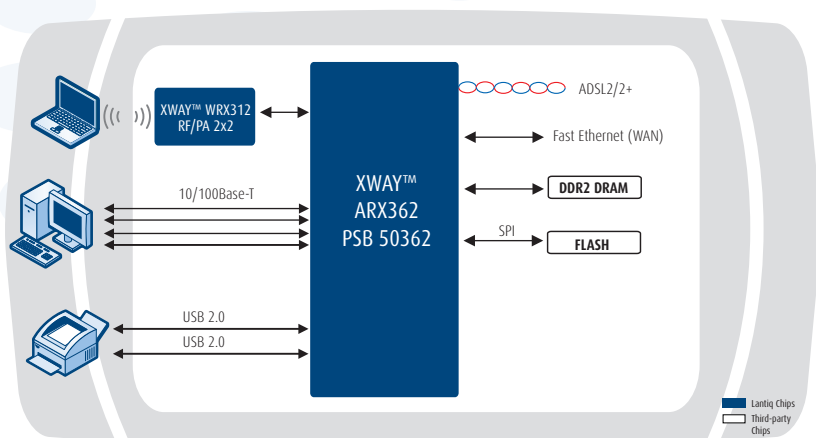 XWAY™ WRX312
RF/PA 2x2
10/100Base-T
USB 2.0
USB 2.0
XWAY™
ARX362
PSB 50362
ADSL2/2+
Fast Ethernet (WAN)
DDR2 DRAM
SPI
FLASH
Lantiq Chips
Third-party
Chips